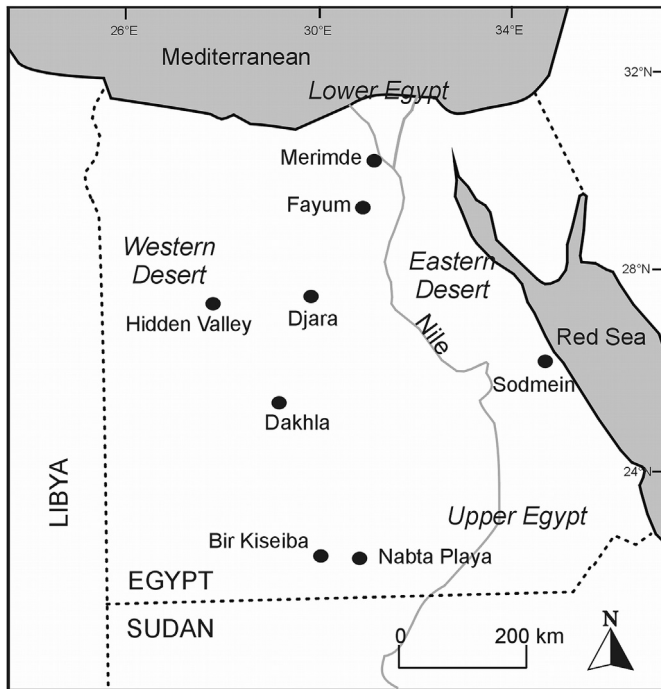 26°E
30°E
34°E
Mediterranean
32°N
Lower Egypt
Merimde
Fayum
Western
Desert
Eastern
Desert
28°N
Hidden Valley
Djara
Nile
Red Sea
Sodmein
Dakhla
LIBYA
24°N
Upper Egypt
Bir Kiseiba
Nabta Playa
EGYPT
SUDAN
N
0
200 km